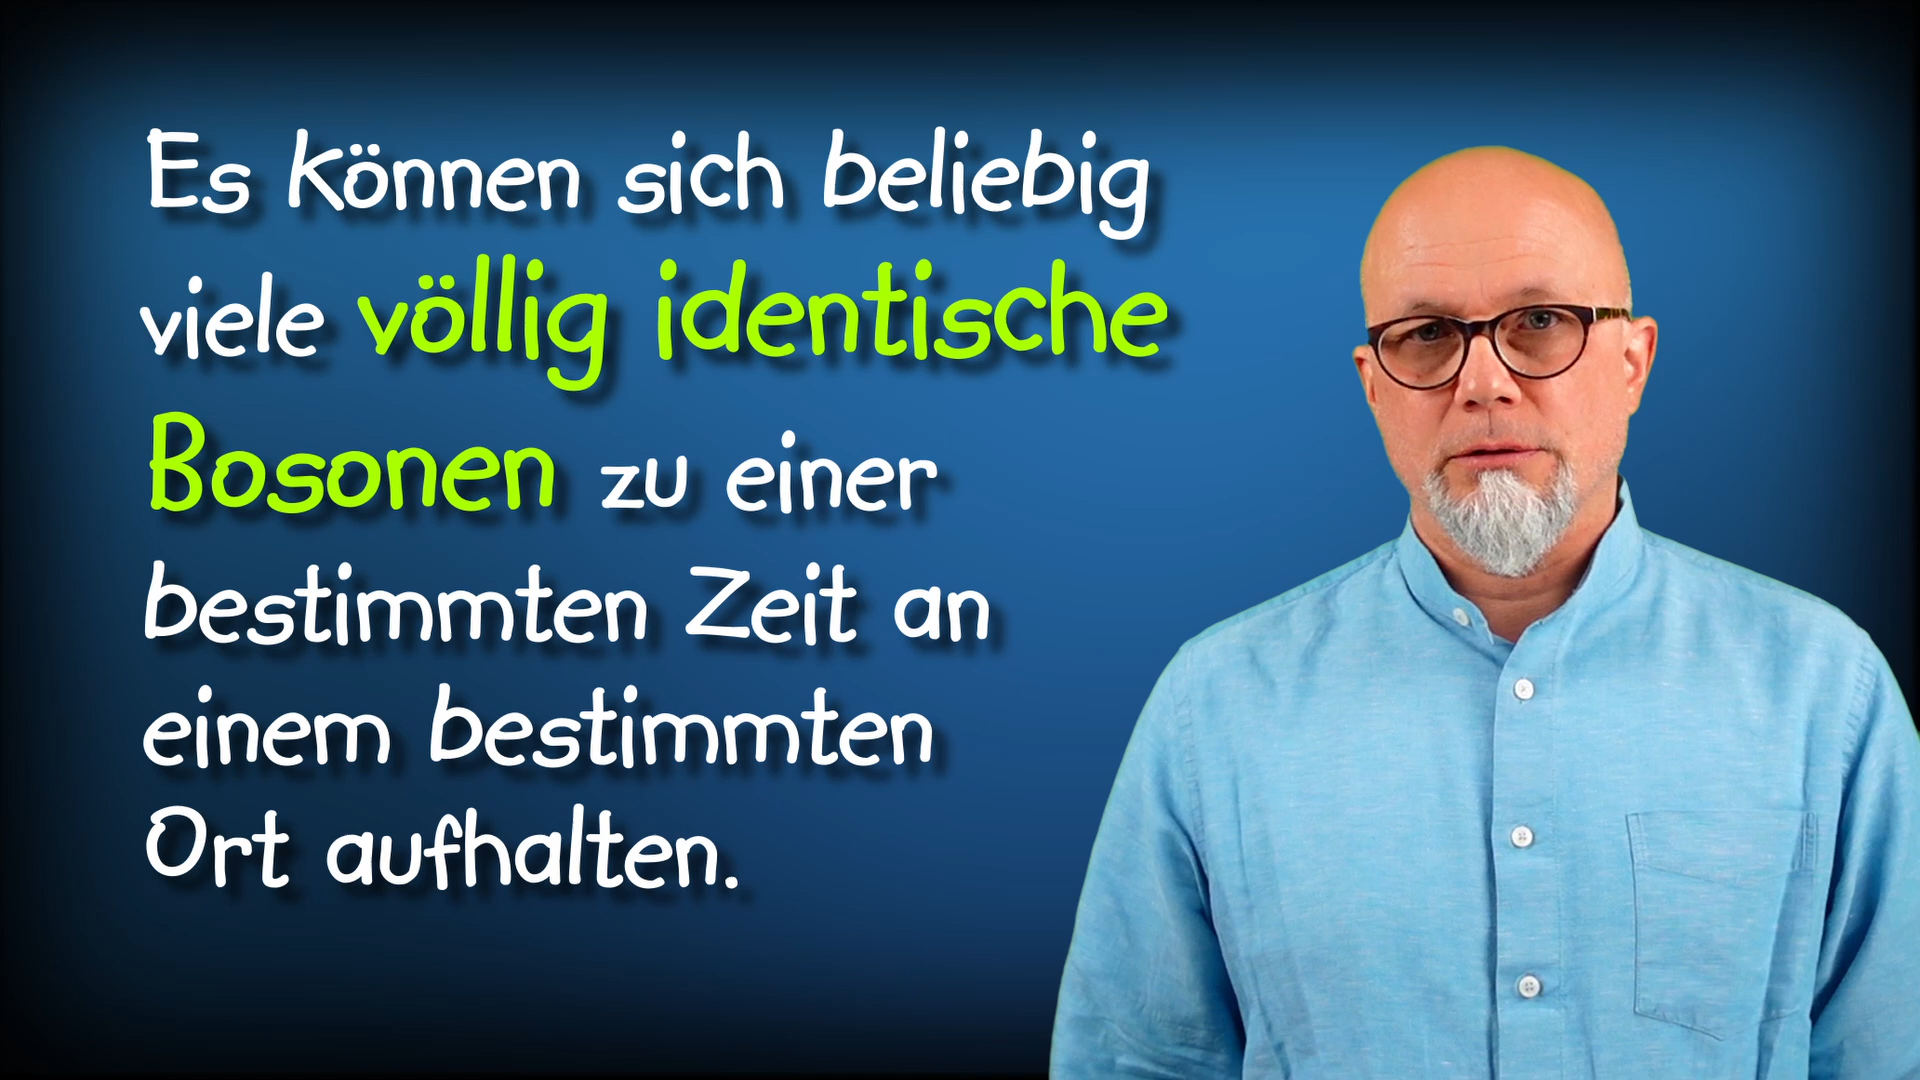 Es können sich beliebig
viele völlig identische
Bosonen zu einer
bestimmten Zeit an
einem bestimmten
Ort aufhalten.